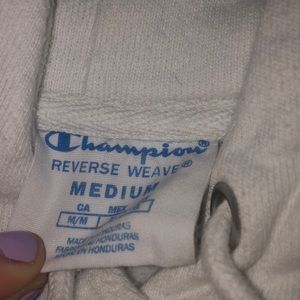 Champion®
REVERSE WEAVE®
MEDIUM
CA
M/M
MADE IN HONDURAS